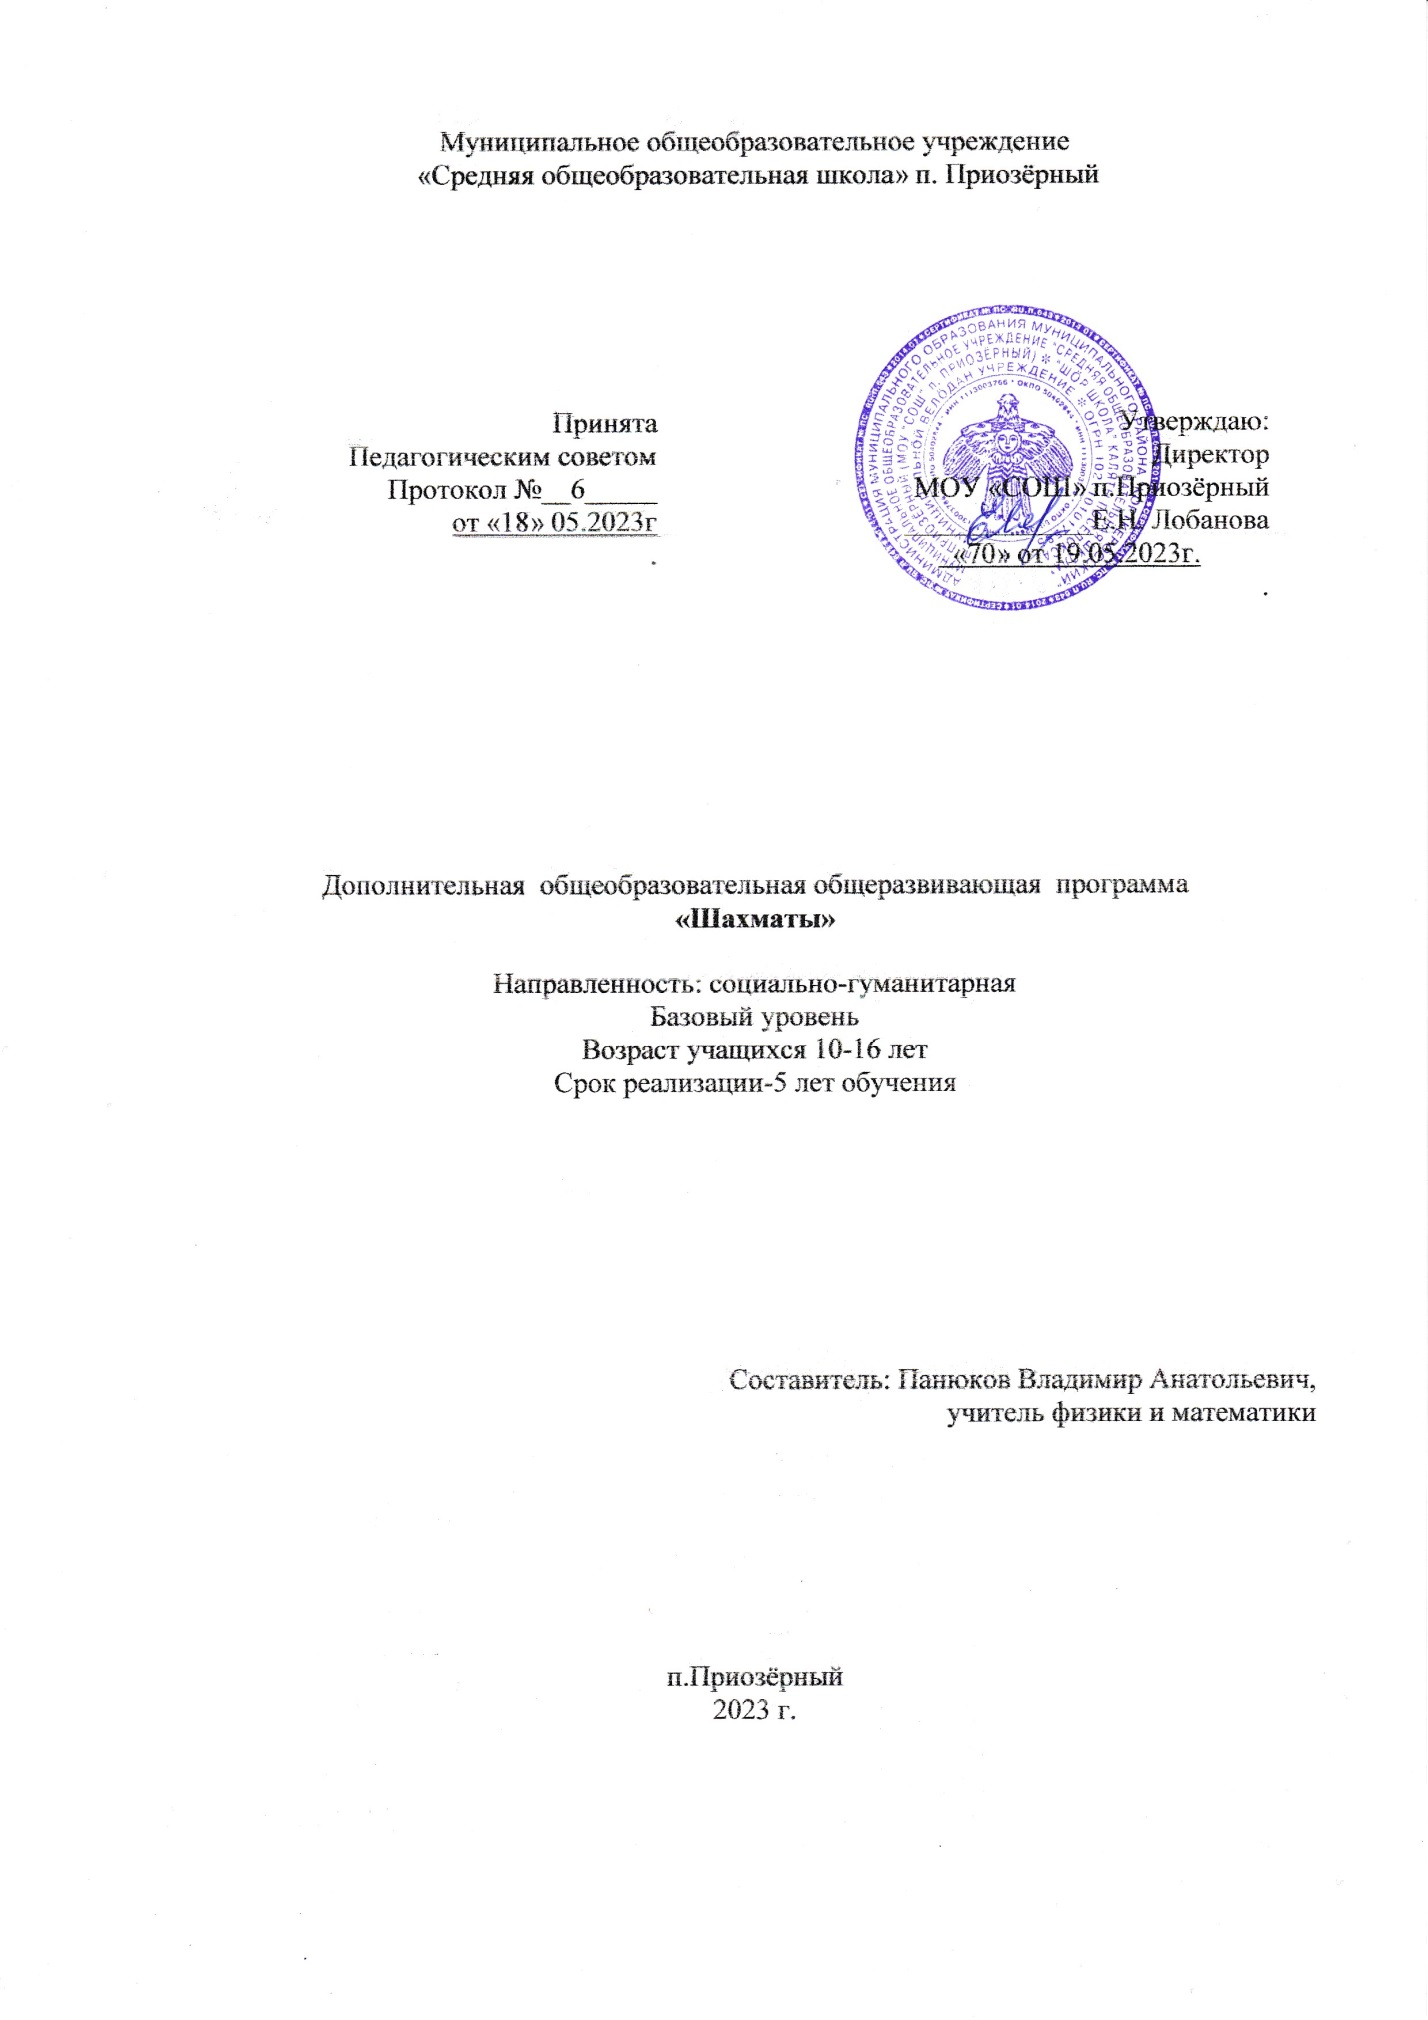 Муниципальное общеобразовательное учреждение
«Средняя общеобразовательная школа» п. Приозёрный
Принята
Педагогическим советом
Протокол №__6_____
от «18» 05.2023г
.
Утверждаю:
Директор
МОУ «СОШ» п.Приозёрный
Е.Н. Лобанова
«70» от 19.05.2023г.
.
Дополнительная  общеобразовательная общеразвивающая  программа
«Шахматы»
Направленность: социально-гуманитарная
Базовый уровень
Возраст учащихся 10-16 лет
Срок реализации-5 лет обучения
Составитель: Панюков Владимир Анатольевич,
учитель физики и математики
п.Приозёрный
2023 г.